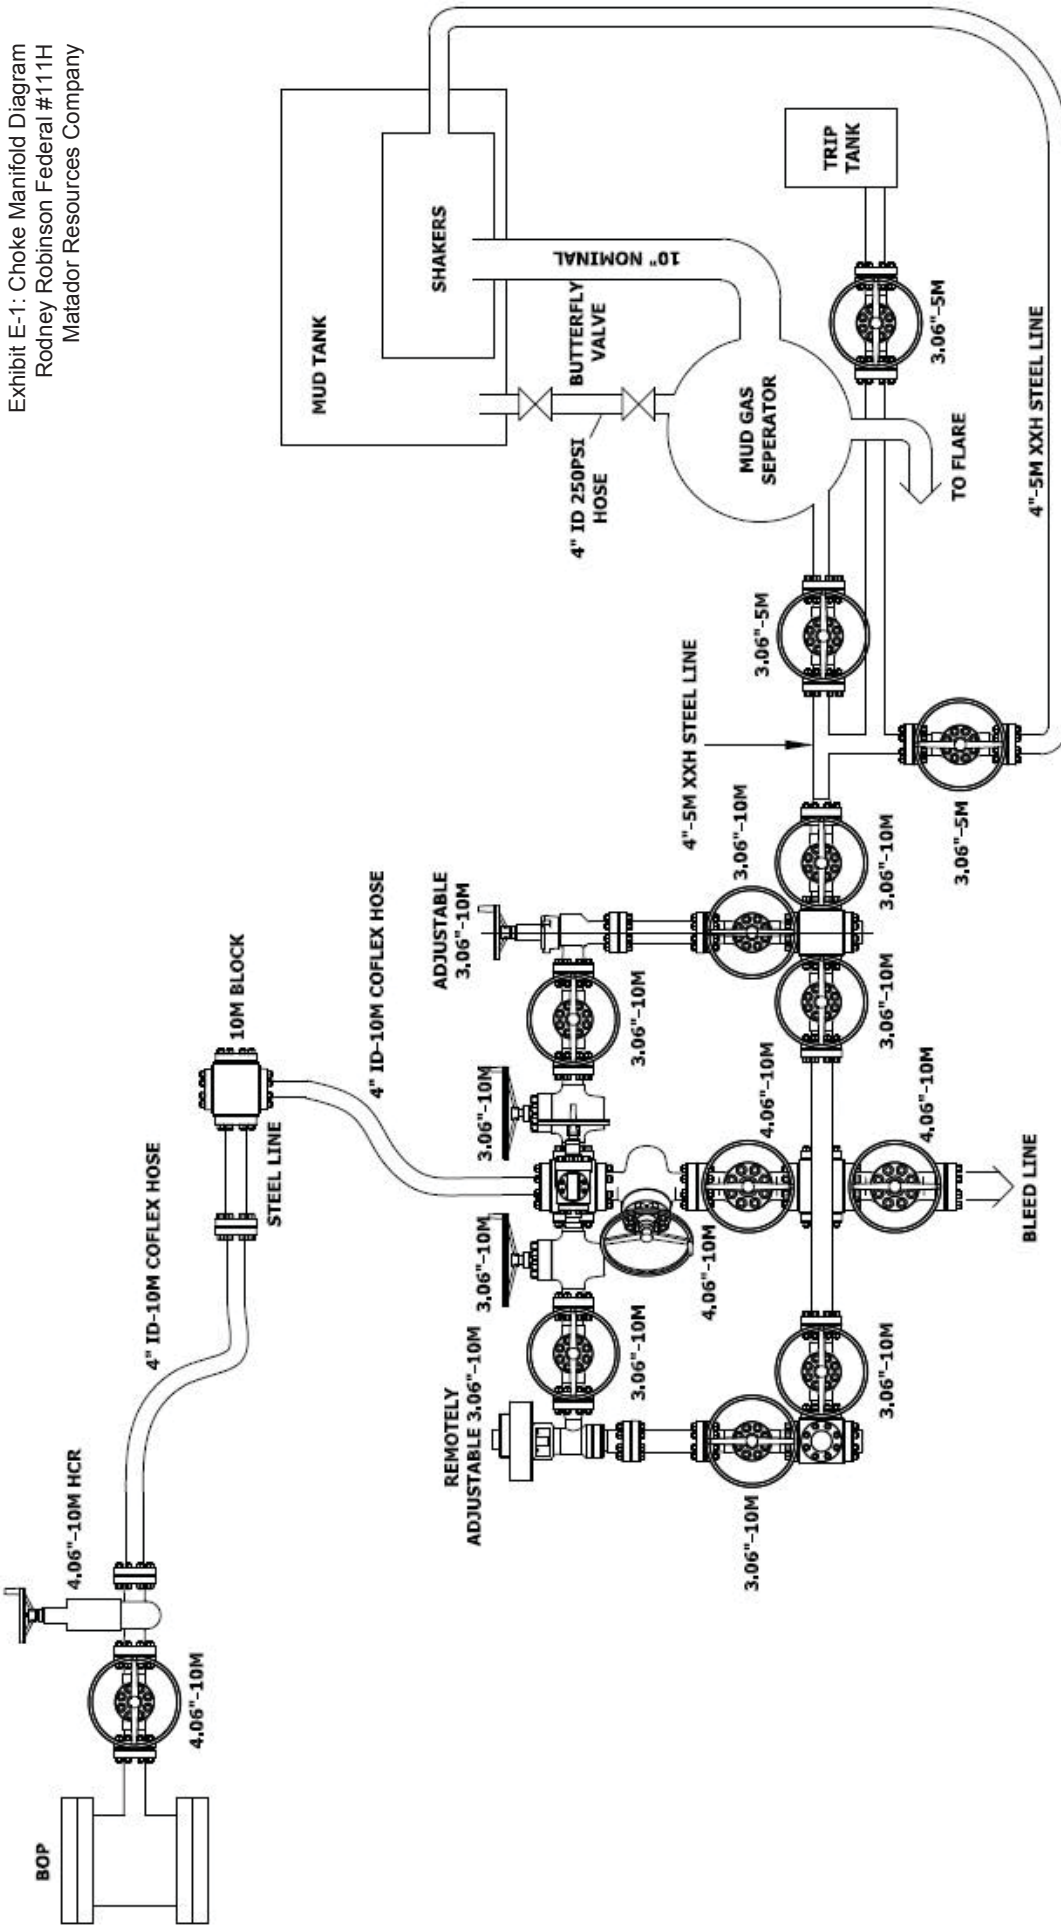 Exhibit E-1: Choke Manifold Diagram
Rodney Robinson Federal #111H
Matador Resources Company
BOP
4.06"-10M
4.06"-10M HCR
4" ID-10M COFLEX HOSE
STEEL LINE
10M BLOCK
4" ID-10M COFLEX HOSE
REMOTELY
ADJUSTABLE 3.06"-10M
3.06"-10M
3.06"-10M
3.06"-10M
3.06"-10M
ADJUSTABLE
3.06"-10M
3.06"-10M
3.06"-10M
4.06"-10M
4.06"-10M
4.06"-10M
BLEED LINE
3.06"-10M
3.06"-10M
3.06"-10M
4"-5M XXH STEEL LINE
3.06"-5M
3.06"-5M
MUD TANK
SHAKERS
10" NOMINAL
BUTTERFLY
VALVE
4" ID 250PSI
HOSE
MUD GAS
SEPERATOR
TO FLARE
TRIP
TANK
3.06"-5M
4"-5M XXH STEEL LINE